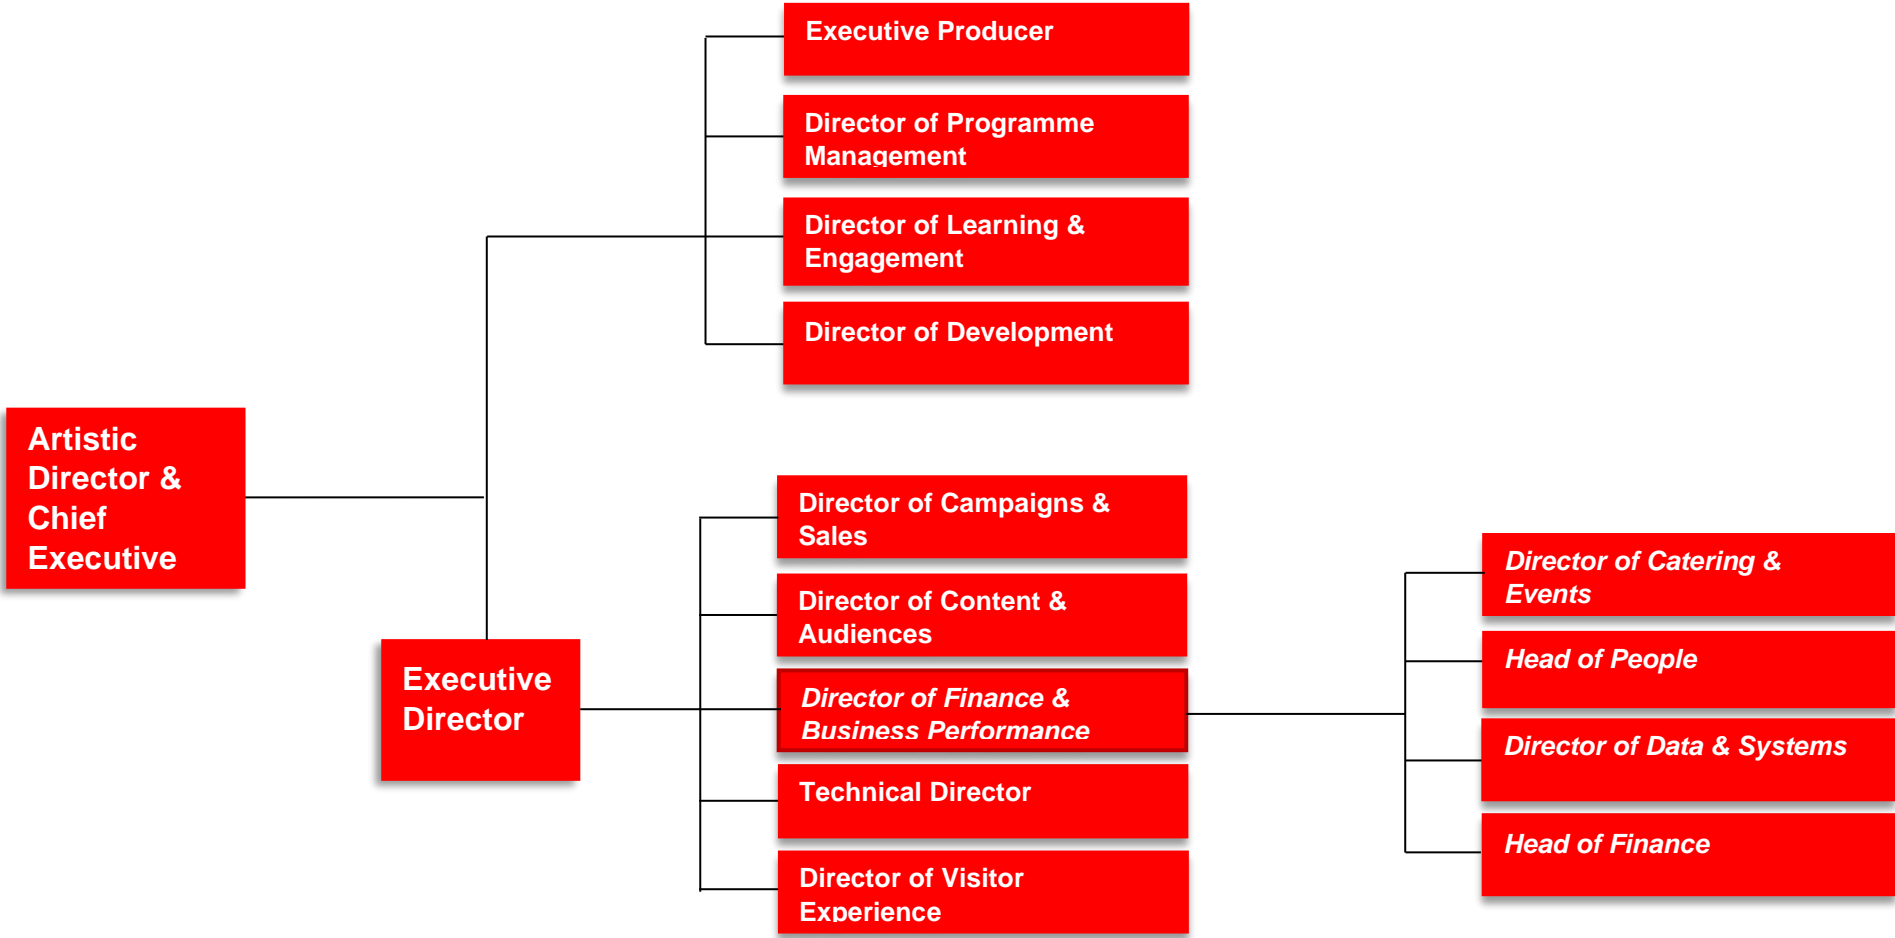 Executive Producer
Director of Programme
Management
Director of Learning &
Engagement
Director of Development
Artistic
Director &
Chief
Executive
Executive
Director
Director of Campaigns &
Sales
Director of Content &
Audiences
Director of Finance &
Business Performance
Technical Director
Director of Visitor
Experience
Director of Catering &
Events
Head of People
Director of Data & Systems
Head of Finance